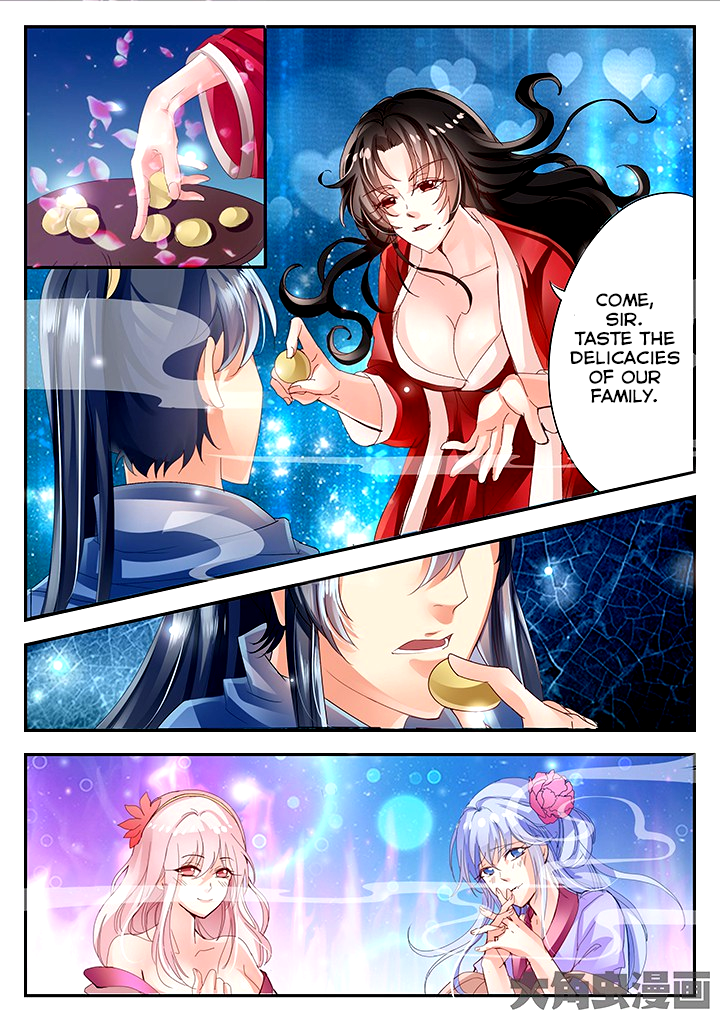 COME,
SIR.
TASTE THE
DELICACIES
OF OUR
FAMILY.
大角虫漫画